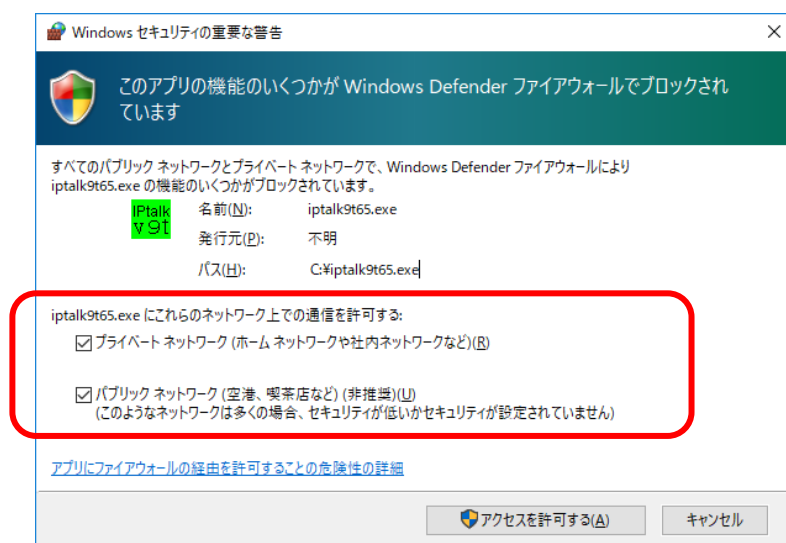 Windows セキュリティの重要な警告
このアプリの機能のいくつかが Windows Defender ファイアウォールでブロックされ
ています
すべてのパブリック ネットワークとプライベート ネットワークで、Windows Defender ファイアウォールにより
iptalk9t65.exe の機能のいくつかがブロックされています。
IPtalk
v 9t
名前(N): iptalk9t65.exe
発行元(P): 不明
パス(H): C:¥iptalk9t65.exe
iptalk9t65.exe にこれらのネットワーク上での通信を許可する:
プライベート ネットワーク (ホーム ネットワークや社内ネットワークなど)(R)
パブリック ネットワーク (空港、喫茶店など) (非推奨)(U)
(このようなネットワークは多くの場合、セキュリティが低いかセキュリティが設定されていません)
アプリにファイアウォールの経由を許可することの危険性の詳細
アクセスを許可する(A) キャンセル